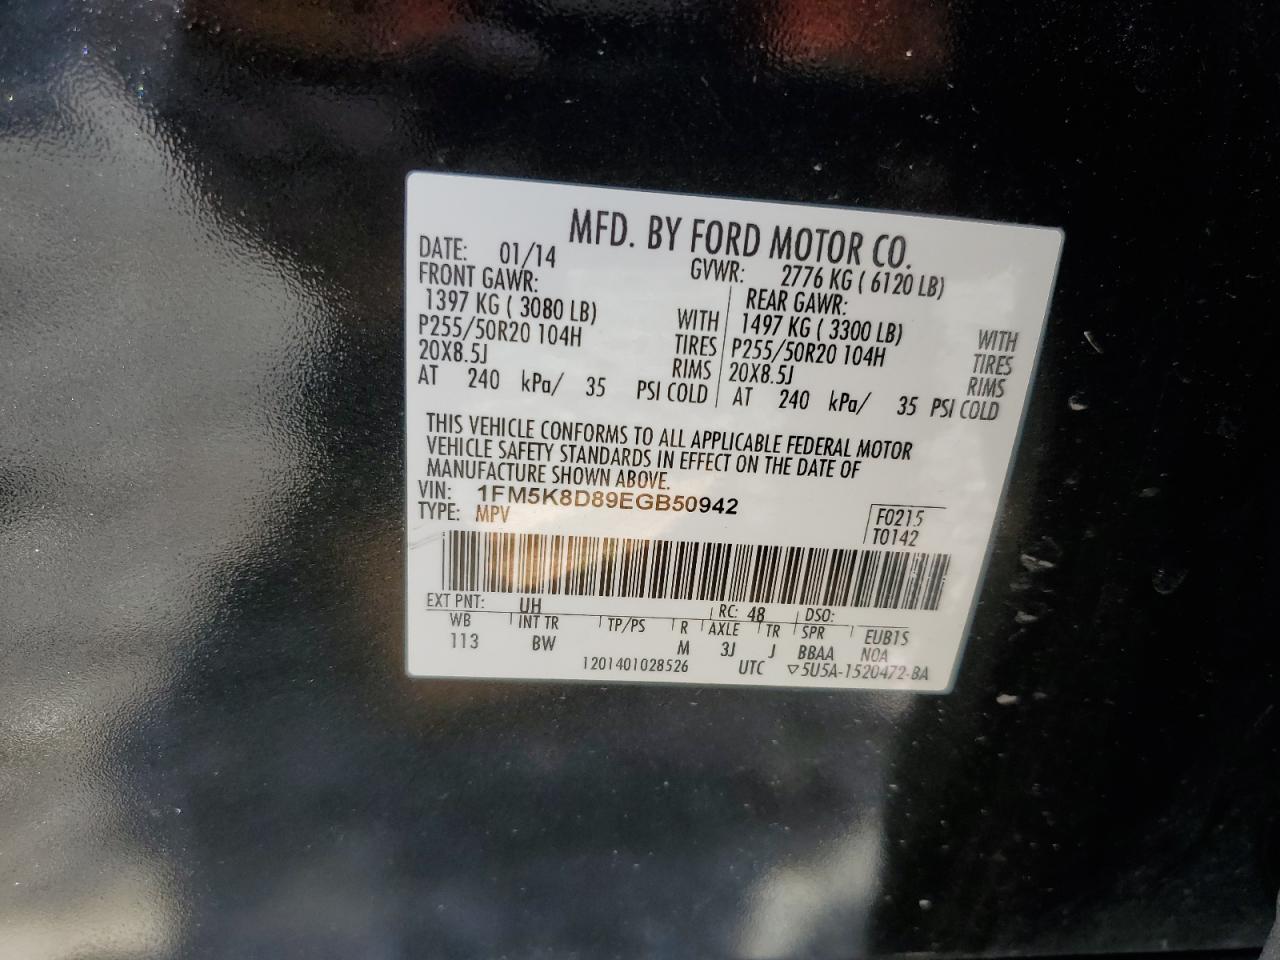 MFD. BY FORD MOTOR CO.
DATE: 01/14 GVWR: 2776 KG ( 6120 LB)
FRONT GAWR: REAR GAWR:
1397 KG ( 3080 LB) WITH 1497 KG ( 3300 LB) WITH
P255/50R20 104H TIRES P255/50R20 104H TIRES
20X8.5J RIMS 20X8.5J RIMS
AT 240 kPa/ 35 PSI COLD AT 240 kPa/ 35 PSI COLD
THIS VEHICLE CONFORMS TO ALL APPLICABLE FEDERAL MOTOR
VEHICLE SAFETY STANDARDS IN EFFECT ON THE DATE OF
MANUFACTURE SHOWN ABOVE.
VIN: 1FM5K8D89EGB50942
TYPE: MPV
F0215
T0142
EXT PNT: UH RC: 48 DSO:
WB INT TR TP/PS R AXLE TR SPR EUB1S
113 BW M 3J J BBAA NOA
1201401028526 UTC ▽5U5A-1520472-BA